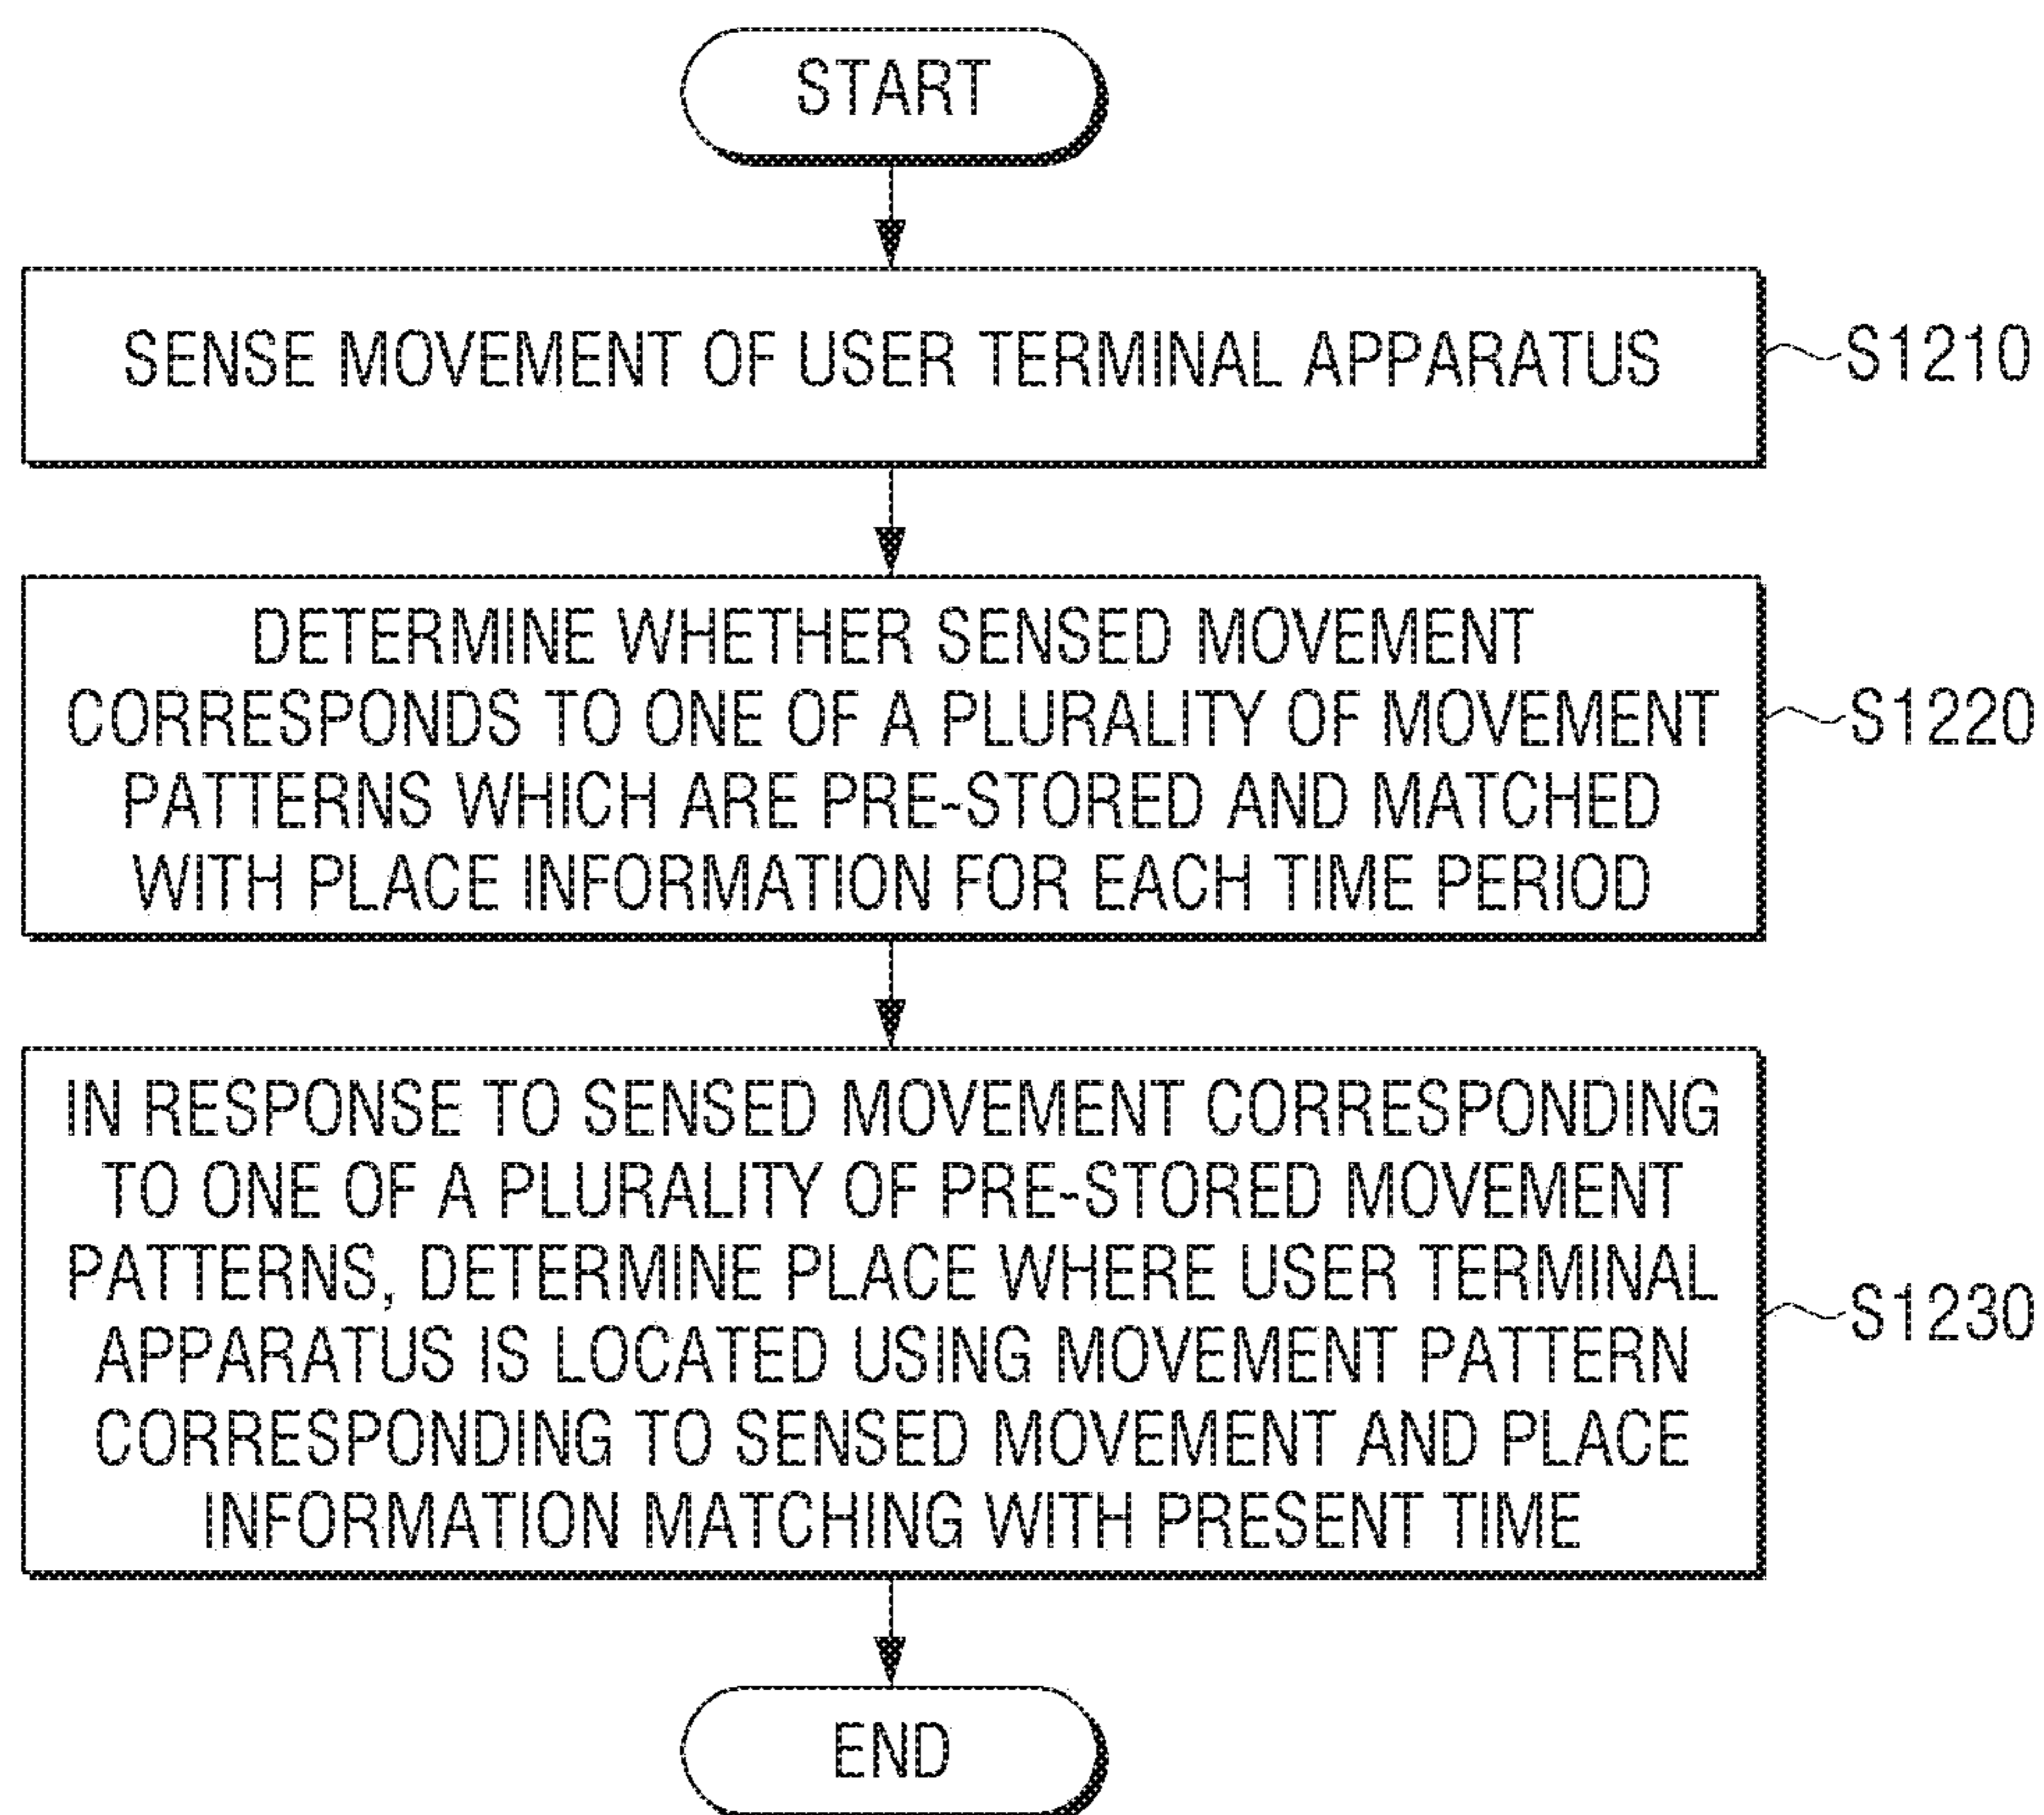 START
SENSE MOVEMENT OF USER TERMINAL APPARATUS
S1210
DETERMINE WHETHER SENSED MOVEMENT
CORRESPONDS TO ONE OF A PLURALITY OF MOVEMENT
PATTERNS WHICH ARE PRE-STORED AND MATCHED
WITH PLACE INFORMATION FOR EACH TIME PERIOD
S1220
IN RESPONSE TO SENSED MOVEMENT CORRESPONDING
TO ONE OF A PLURALITY OF PRE-STORED MOVEMENT
PATTERNS, DETERMINE PLACE WHERE USER TERMINAL
APPARATUS IS LOCATED USING MOVEMENT PATTERN
CORRESPONDING TO SENSED MOVEMENT AND PLACE
INFORMATION MATCHING WITH PRESENT TIME
S1230
END